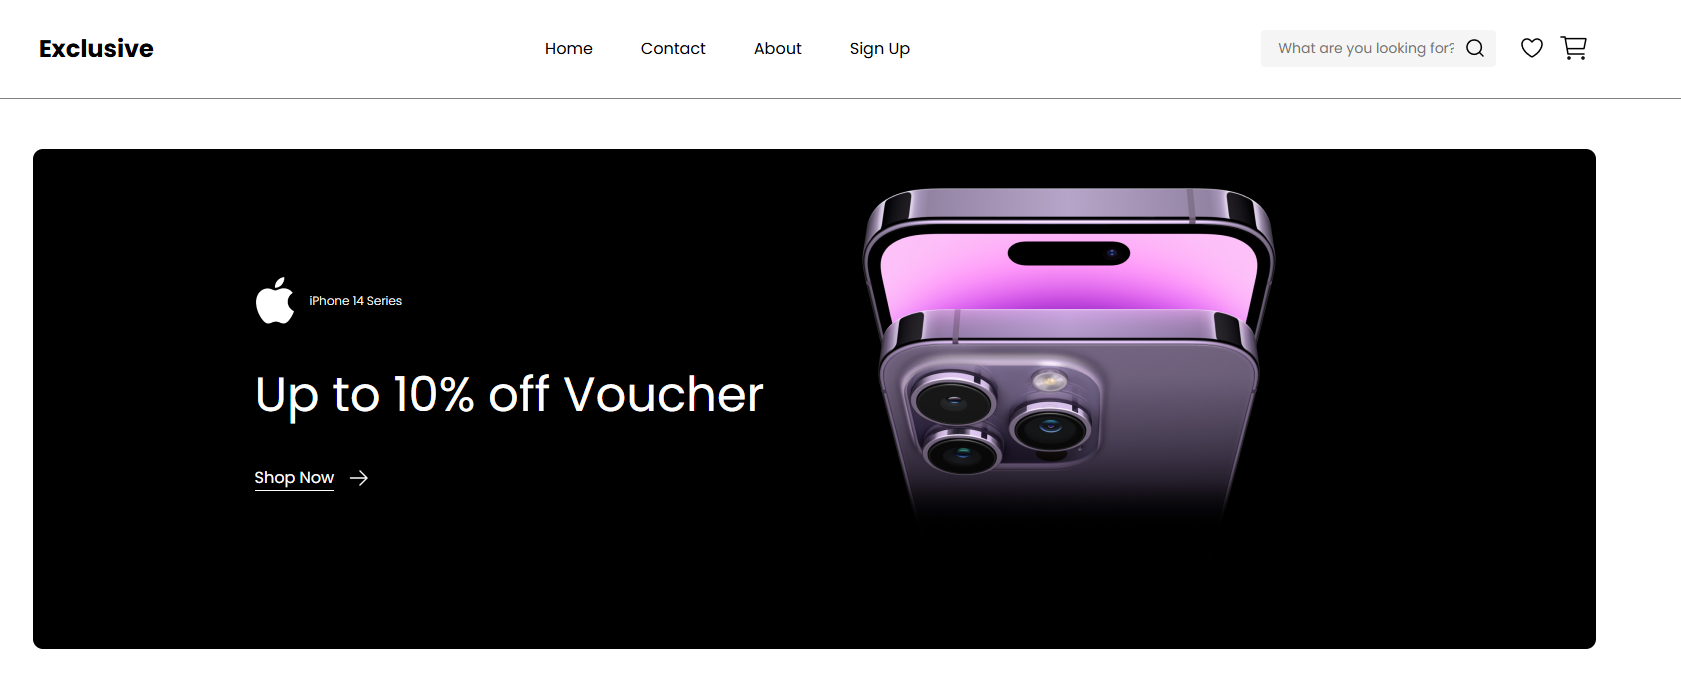 Exclusive
Home Contact About Sign Up
What are you looking for?
iPhone 14 Series
Up to 10% off Voucher
Shop Now